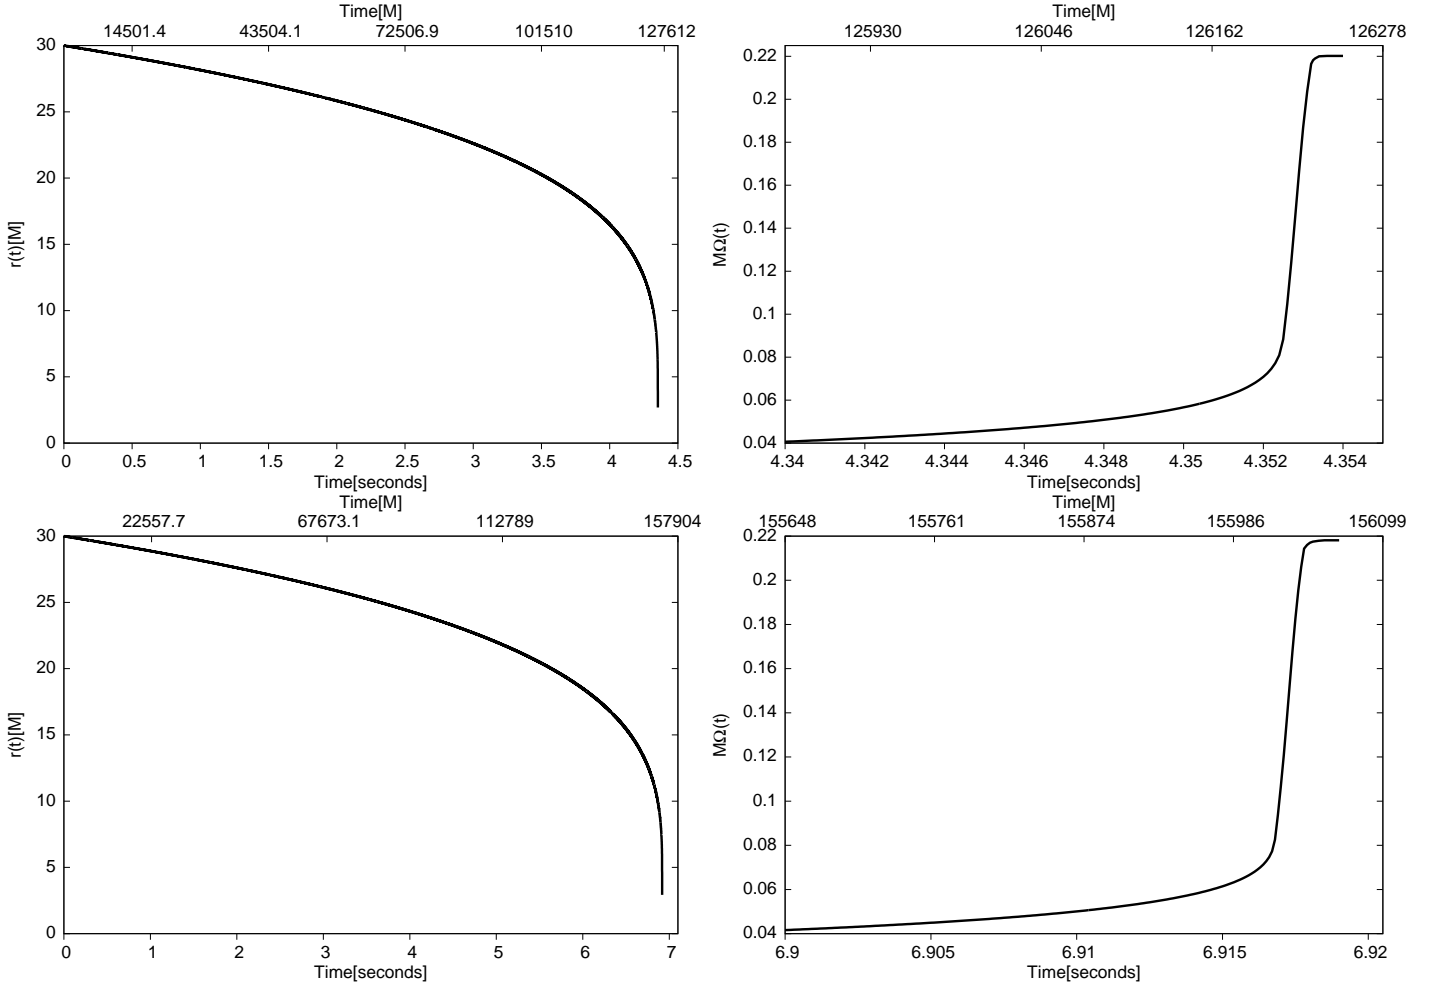 Time[M]
14501.4 43504.1 72506.9 101510 127612
30
25
20
15
10
5
0
r(t)[M]
0 0.5 1 1.5 2 2.5 3 3.5 4 4.5
Time[seconds]
Time[M]
125930 126046 126162 126278
0.22
0.2
0.18
0.16
0.14
0.12
0.1
0.08
0.06
0.04
MΩ(t)
4.34 4.342 4.344 4.346 4.348 4.35 4.352 4.354
Time[seconds]
Time[M]
22557.7 67673.1 112789 157904
30
25
20
15
10
5
0
r(t)[M]
0 1 2 3 4 5 6 7
Time[seconds]
Time[M]
155648 155761 155874 155986 156099
0.22
0.2
0.18
0.16
0.14
0.12
0.1
0.08
0.06
0.04
MΩ(t)
6.9 6.905 6.91 6.915 6.92
Time[seconds]